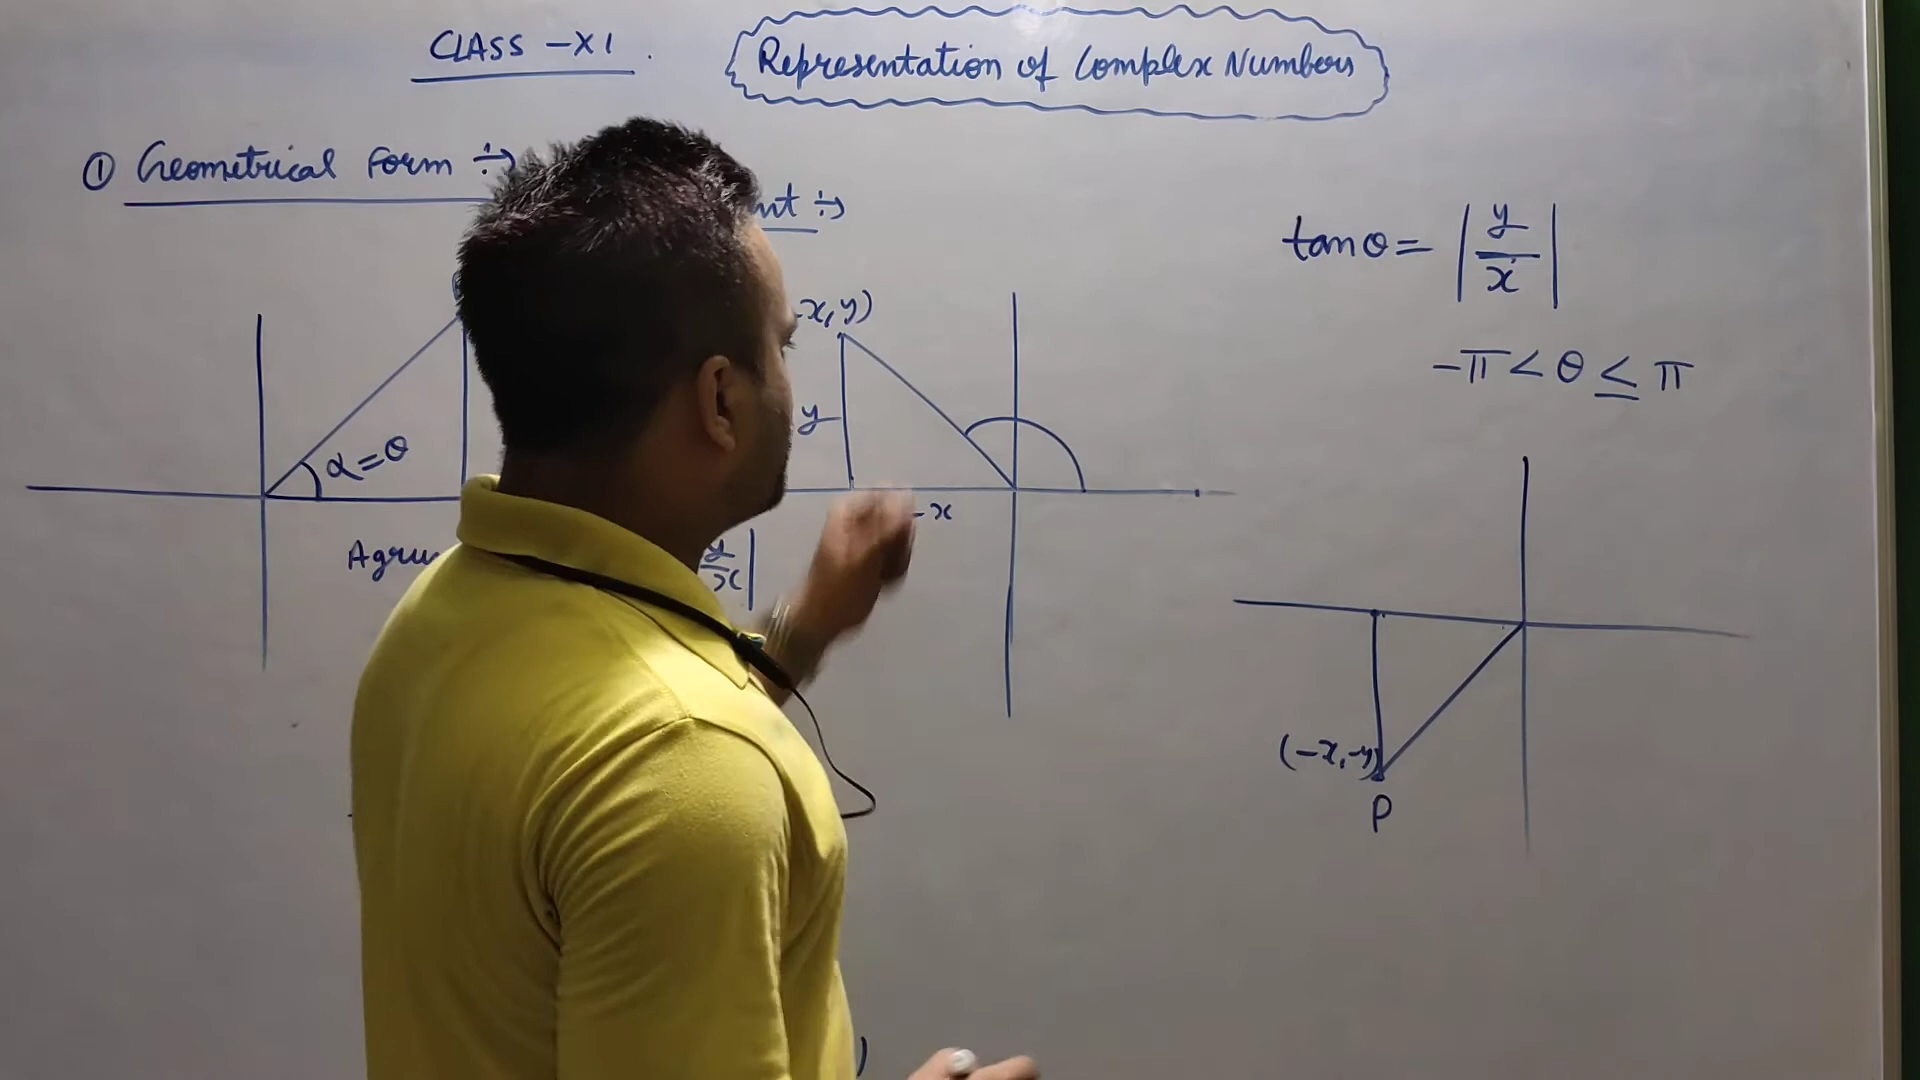 CLASS -XI.
Representation of Complex Numbers
① Geometrical Form ÷>
nt ÷>
tan θ = | y / x |
-π < θ ≤ π
-x, y)
y
α = θ
-x
Agru
y / x |
(-x, -y)
P
)